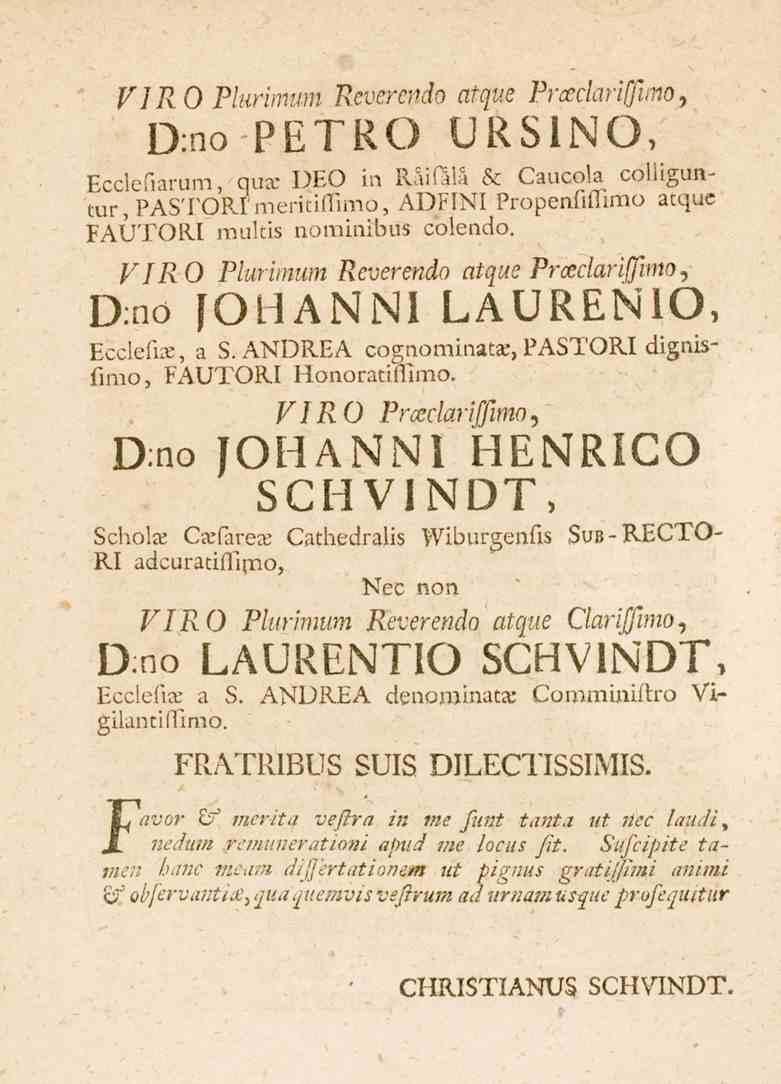 VIRO Plurimum Reverendo atque Præclariſſimo,
D:no PETRO URSINO,
Eccleſiarum, quæ DEO in Råiſålå & Caucola colligun-
tur, PASTORI meritiſſimo, ADFINI Propenſiſſimo atque
FAUTORI multis nominibus colendo.
VIRO Plurimum Reverendo atque Præclariſſimo,
D:no JOHANNI LAURENIO,
Eccleſiæ, a S. ANDREA cognominatæ, PASTORI dignis-
ſimo, FAUTORI Honoratiſſimo.
VIRO Præclariſſimo,
D:no JOHANNI HENRICO
SCHVINDT,
Scholæ Cæſareæ Cathedralis Wiburgenſis SUB-RECTO-
RI adcuratiſſimo,
Nec non
VIRO Plurimum Reverendo atque Clariſſimo,
D:no LAURENTIO SCHVINDT,
Eccleſiæ a S. ANDREA denominatæ Comminiſtro Vi-
gilantiſſimo.
FRATRIBUS SUIS DILECTISSIMIS.
Favor & merita veſtra in me ſunt tanta ut nec laudi,
nedum remunerationi apud me locus ſit. Suſcipite ta-
men hanc meam diſſertationem ut pignus gratiſſimi animi
& obſervantiæ, qua quemvis veſtrum ad urnam usque proſequitur
CHRISTIANUS SCHVINDT.